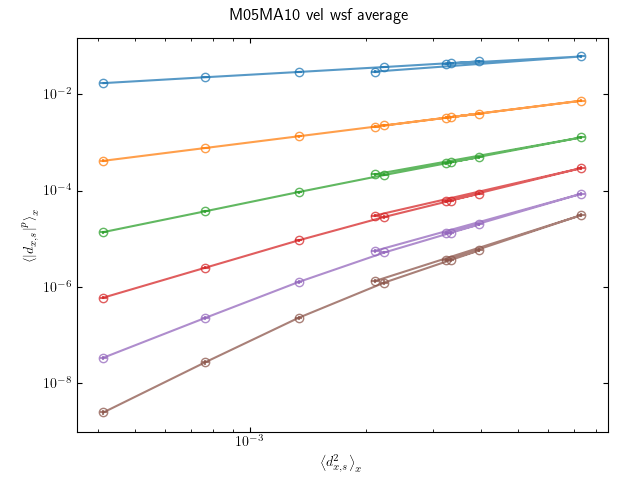 M05MA10 vel wsf average
⟨|d_{x,s}|^p⟩_x
10^{-2}
10^{-4}
10^{-6}
10^{-8}
10^{-3}
⟨d_{x,s}^2⟩_x